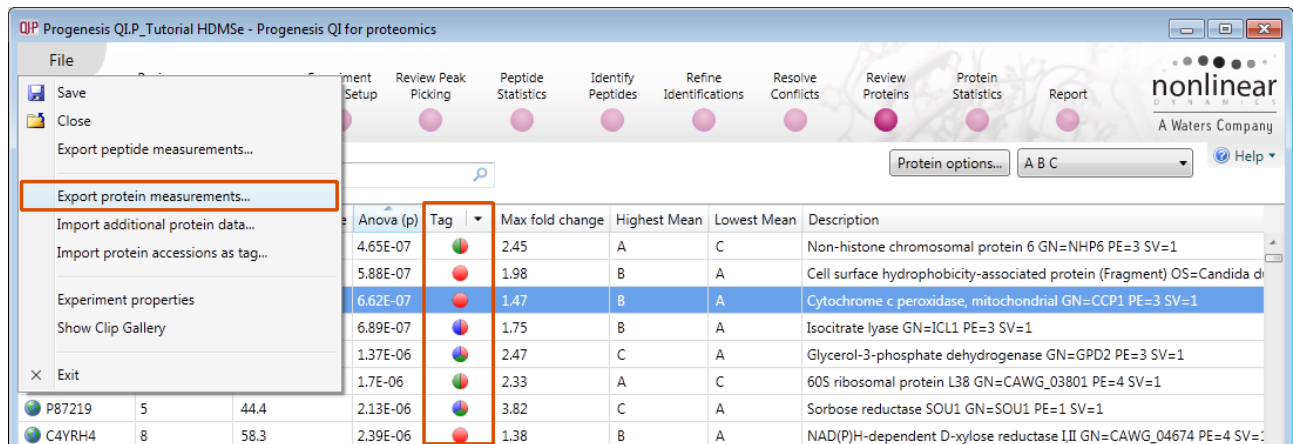 QIP Progenesis QI.P_Tutorial HDMSe - Progenesis QI for proteomics
File
Save
Close
Export peptide measurements...
Export protein measurements...
Import additional protein data...
Import protein accessions as tag...
Experiment properties
Show Clip Gallery
Exit
Setup
Review Peak Picking
Peptide Statistics
Identify Peptides
Refine Identifications
Resolve Conflicts
Review Proteins
Protein Statistics
Report
nonlinear
DYNAMICS
A Waters Company
Protein options... A B C Help
Anova (p) Tag Max fold change Highest Mean Lowest Mean Description
4.65E-07 2.45 A C Non-histone chromosomal protein 6 GN=NHP6 PE=3 SV=1
5.88E-07 1.98 B A Cell surface hydrophobicity-associated protein (Fragment) OS=Candida
6.62E-07 1.47 B A Cytochrome c peroxidase, mitochondrial GN=CCP1 PE=3 SV=1
6.89E-07 1.75 B A Isocitrate lyase GN=ICL1 PE=3 SV=1
1.37E-06 2.47 C A Glycerol-3-phosphate dehydrogenase GN=GPD2 PE=3 SV=1
1.7E-06 2.33 A C 60S ribosomal protein L38 GN=CAWG_03801 PE=4 SV=1
P87219 5 44.4 2.13E-06 3.82 C A Sorbose reductase SOU1 GN=SOU1 PE=1 SV=1
C4YRH4 8 58.3 2.39E-06 1.38 B A NAD(P)H-dependent D-xylose reductase I,II GN=CAWG_04674 PE=4